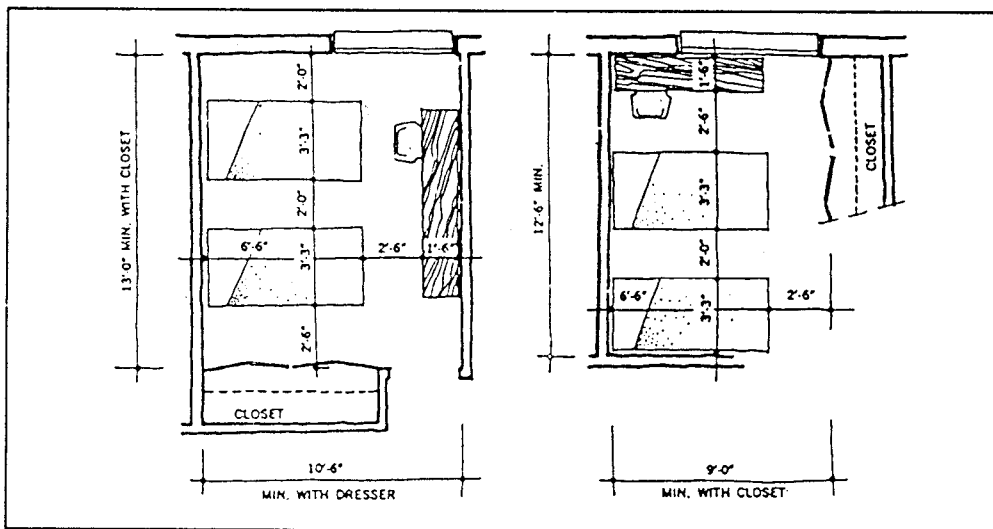 2'-0"
3'-3"
2'-0"
6'-6"
3'-3"
2'-6"
1'-6"
2'-6"
13'-0" MIN. WITH CLOSET
CLOSET
10'-6"
MIN. WITH DRESSER
1'-6"
2'-6"
3'-3"
2'-0"
6'-6"
3'-3"
2'-6"
12'-6" MIN.
CLOSET
9'-0"
MIN. WITH CLOSET